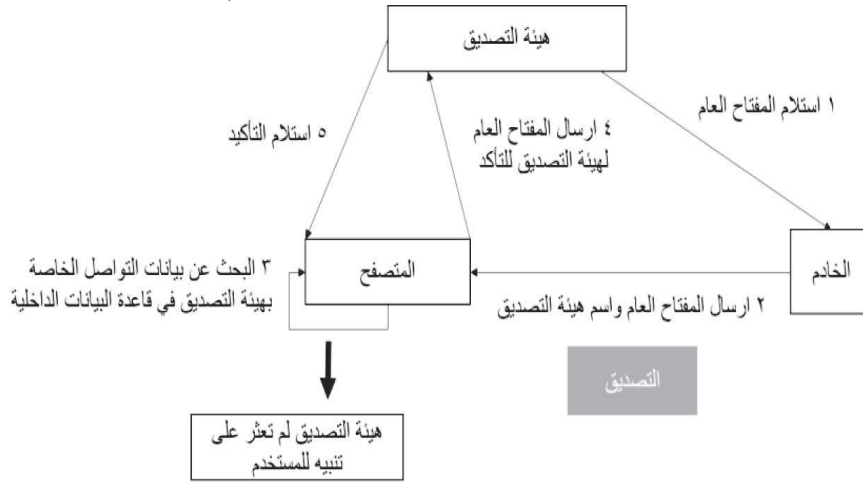 هيئة التصديق
١ استلام المفتاح العام
٤ ارسال المفتاح العام
لهيئة التصديق للتأكد
٥ استلام التأكيد
الخادم
المتصفح
٣ البحث عن بيانات التواصل الخاصة
بهيئة التصديق في قاعدة البيانات الداخلية
٢ ارسال المفتاح العام واسم هيئة التصديق
التصديق
هيئة التصديق لم تعثر على
تنبيه للمستخدم